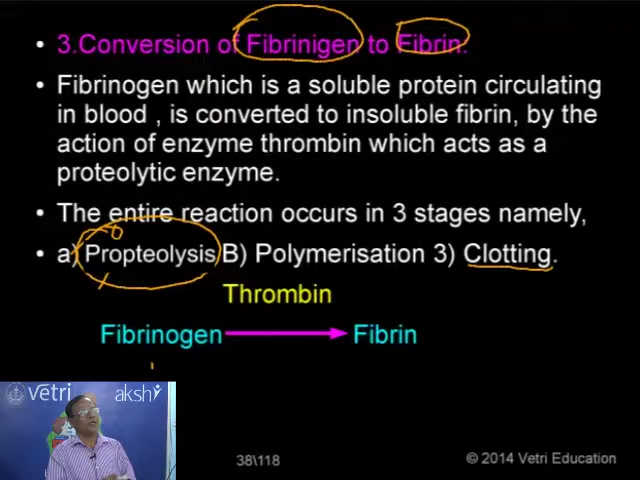 • 3.Conversion of Fibrinigen to Fibrin.
• Fibrinogen which is a soluble protein circulating
in blood , is converted to insoluble fibrin, by the
action of enzyme thrombin which acts as a
proteolytic enzyme.
• The entire reaction occurs in 3 stages namely,
• a) Propteolysis B) Polymerisation 3) Clotting.
Thrombin
Fibrinogen Fibrin
vetri akshy
38\118
© 2014 Vetri Education